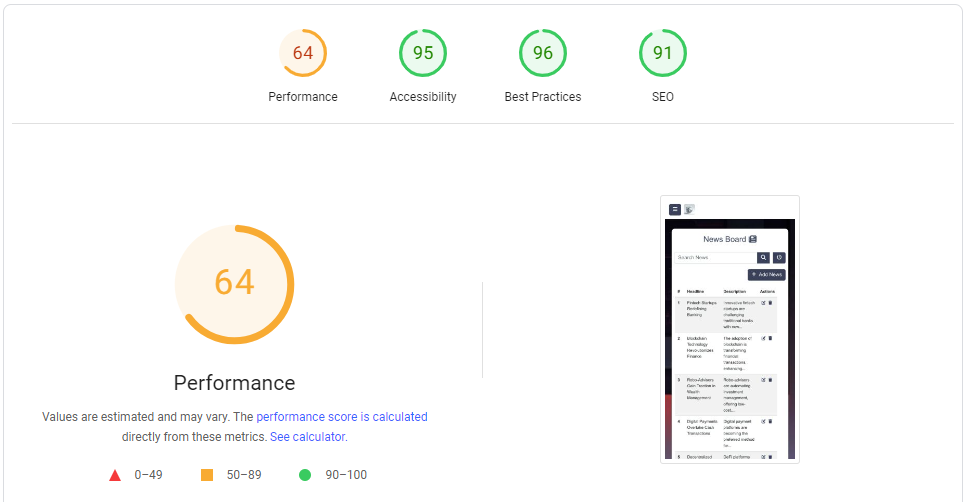 64
95
96
91
Performance
Accessibility
Best Practices
SEO
64
Performance
Values are estimated and may vary. The performance score is calculated
directly from these metrics. See calculator.
0–49
50–89
90–100
News Board
Search News
+ Add News
# Headline Description Actions
1 Fintech Startups Innovative fintech
Redefining startups are
Banking challenging
traditional banks
with new...
2 Blockchain The adoption of
Technology blockchain is
Revolutionizes transforming
Finance financial
transactions,
enhancing...
3 Robo-Advisors Robo-advisors
Gain Traction in are automating
Wealth investment
Management management,
offering low-
cost,...
4 Digital Payments Digital payment
Overtake Cash platforms are
Transactions becoming the
preferred method
5 Decentralized DeFi platforms